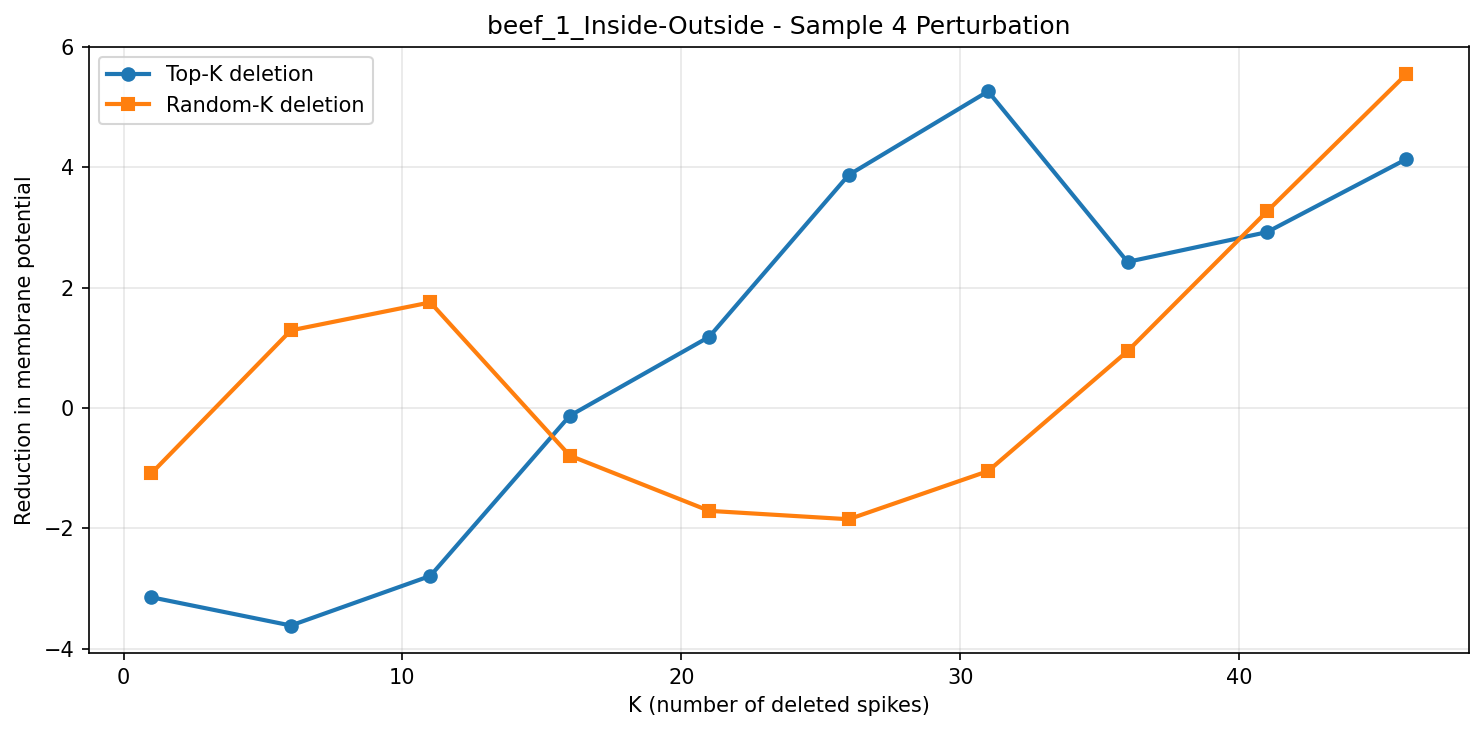 beef_1_Inside-Outside - Sample 4 Perturbation
Top-K deletion
Random-K deletion
Reduction in membrane potential
6
4
2
0
−2
−4
0
10
20
30
40
K (number of deleted spikes)